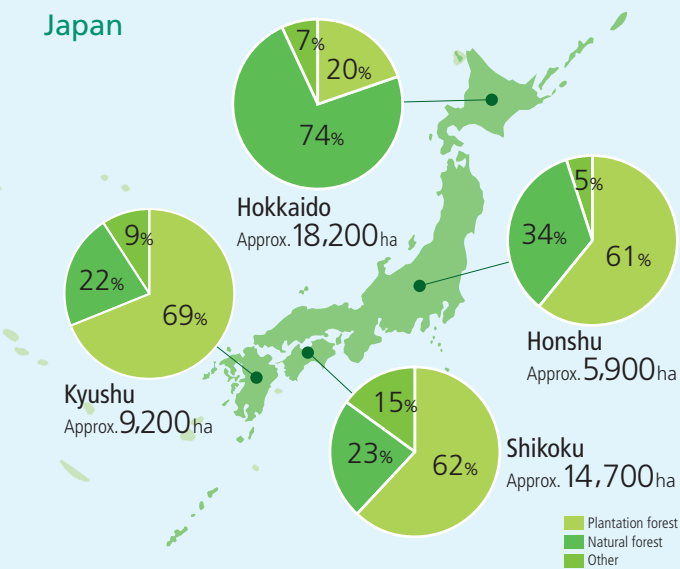 Japan
7%
20%
74%
Hokkaido
Approx. 18,200 ha
5%
34%
61%
Honshu
Approx. 5,900 ha
9%
22%
69%
Kyushu
Approx. 9,200 ha
15%
23%
62%
Shikoku
Approx. 14,700 ha
Plantation forest
Natural forest
Other